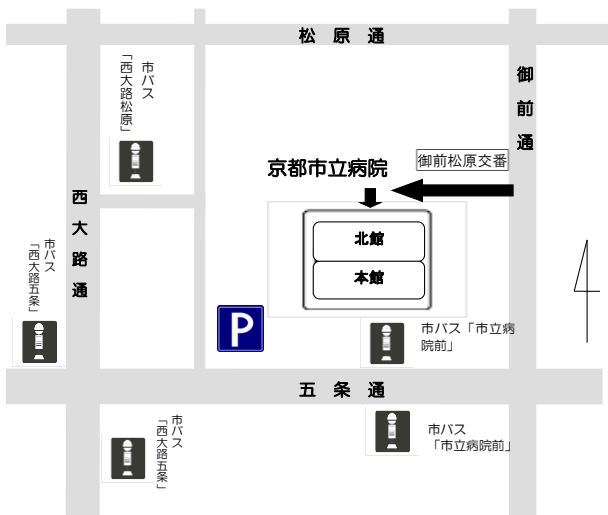 松原通
市バス
「西大路松原」
御前通
京都市立病院
御前松原交番
西大路通
市バス
「西大路五条」
北館
本館
P
市バス「市立病
院前」
五条通
市バス
「西大路五条」
市バス
「市立病院前」